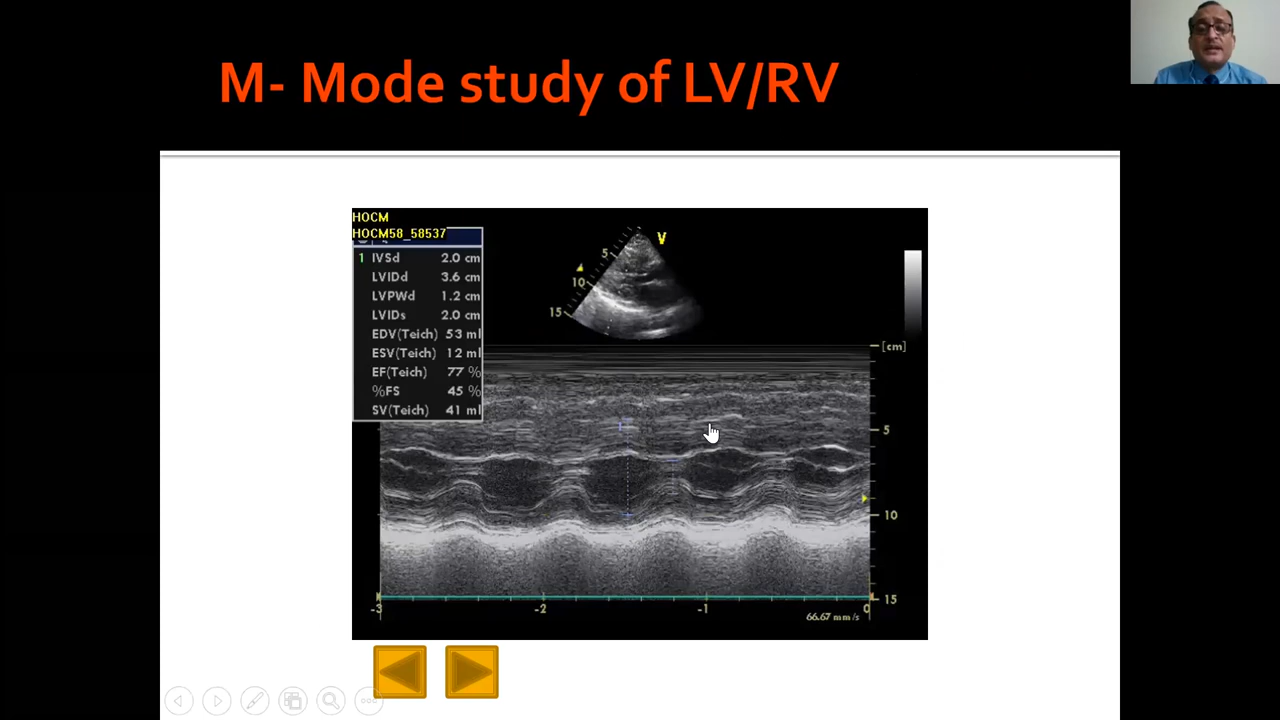 M- Mode study of LV/RV
HOCM
HOCM58_58537
1 IVSd 2.0 cm
LVIDd 3.6 cm
LVPWd 1.2 cm
LVIDs 2.0 cm
EDV(Teich) 53 ml
ESV(Teich) 12 ml
EF(Teich) 77 %
%FS 45 %
SV(Teich) 41 ml
V
5
10
15
[cm]
5
10
15
-3 -2 -1 0
66.67 mm/s